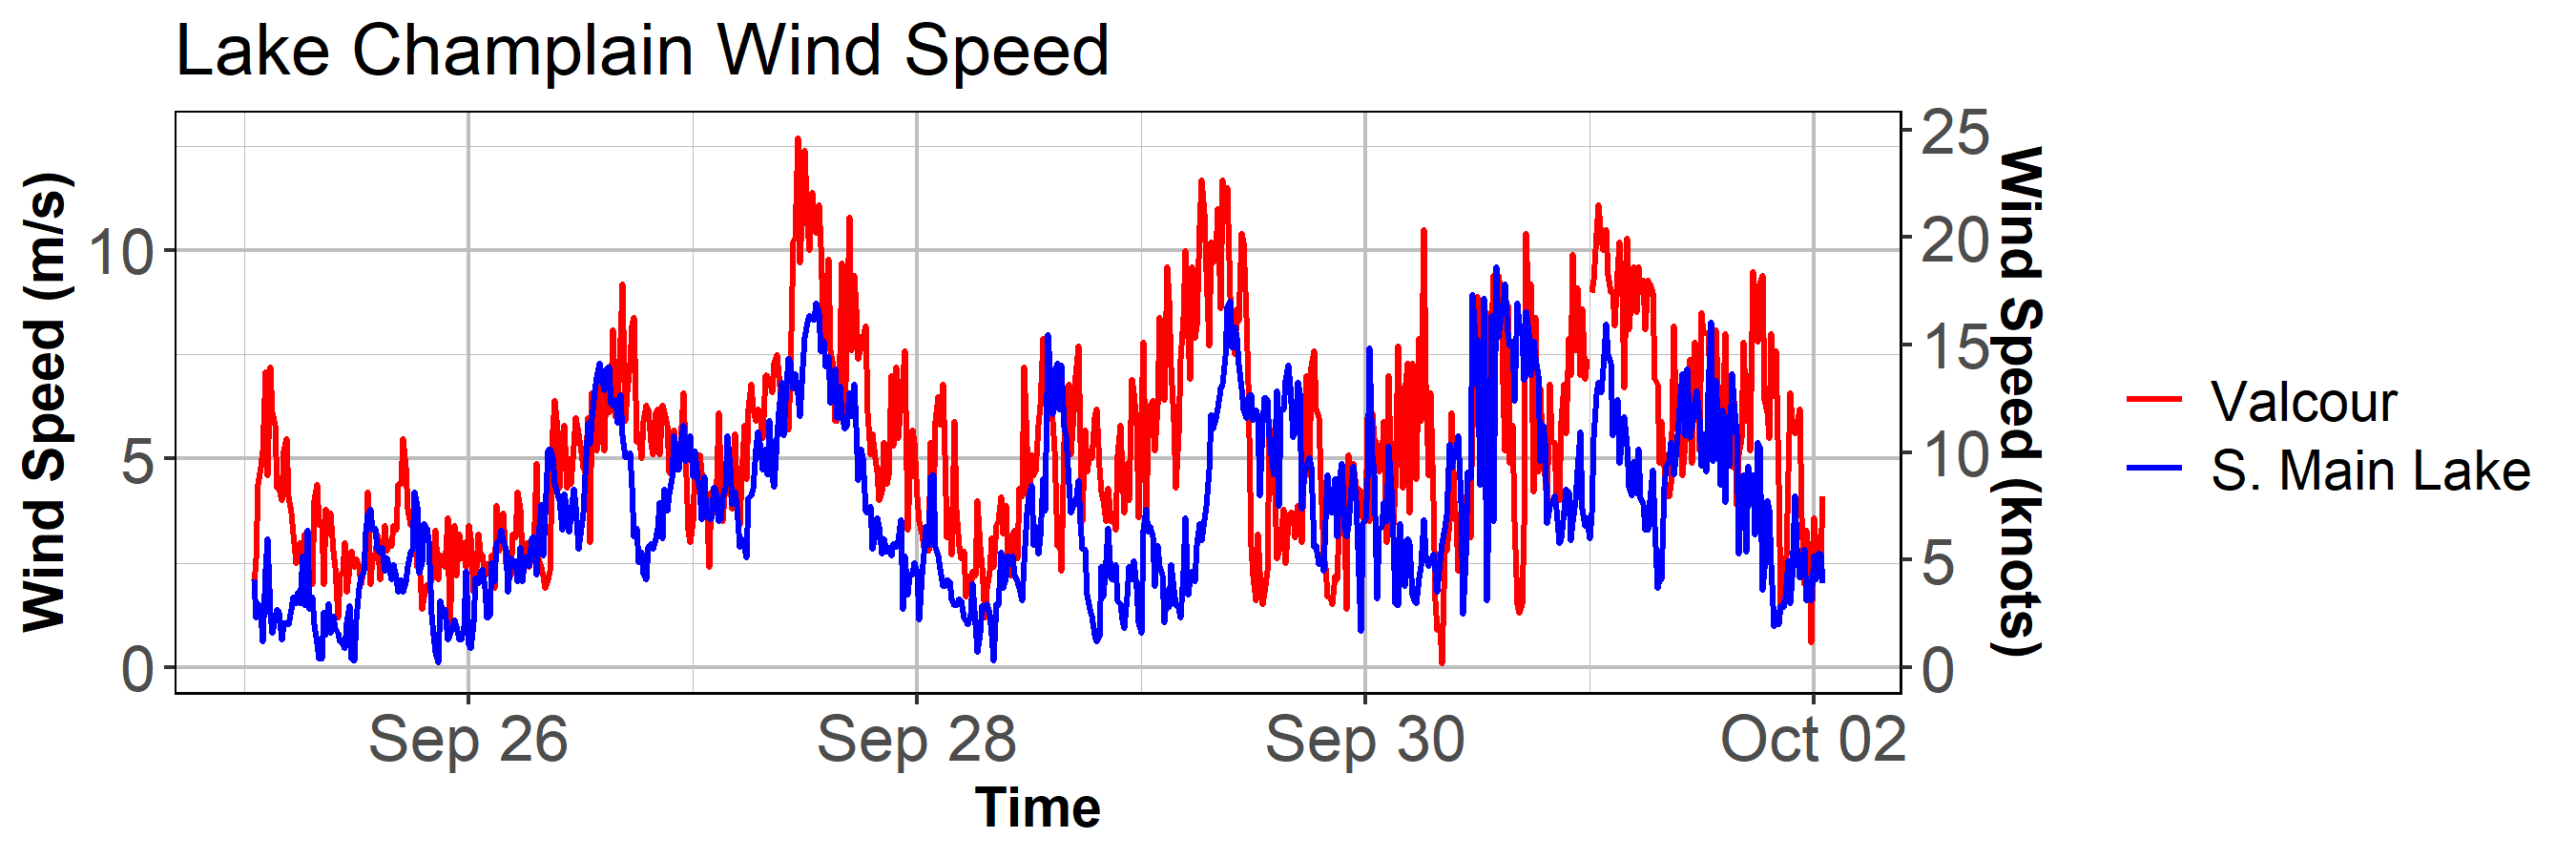 Lake Champlain Wind Speed
Wind Speed (m/s)
10
5
0
25
20
15
10
5
0
Wind Speed (knots)
Sep 26
Sep 28
Sep 30
Oct 02
Time
Valcour
S. Main Lake